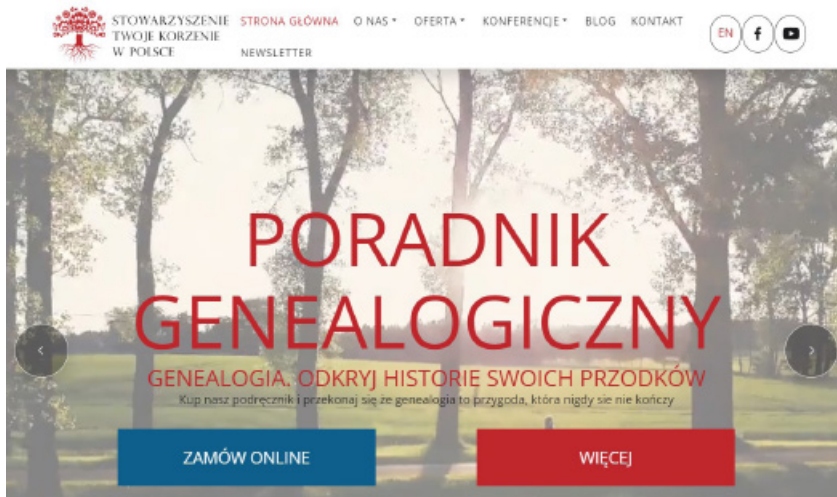 STOWARZYSZENIE
TWOJE KORZENIE
W POLSCE
STRONA GŁÓWNA O NAS OFERTA KONFERENCJE BLOG KONTAKT
NEWSLETTER
EN
PORADNIK
GENEALOGICZNY
GENEALOGIA. ODKRYJ HISTORIE SWOICH PRZODKÓW
Kup nasz podręcznik i przekonaj się że genealogia to przygoda, która nigdy sie nie kończy
ZAMÓW ONLINE
WIĘCEJ